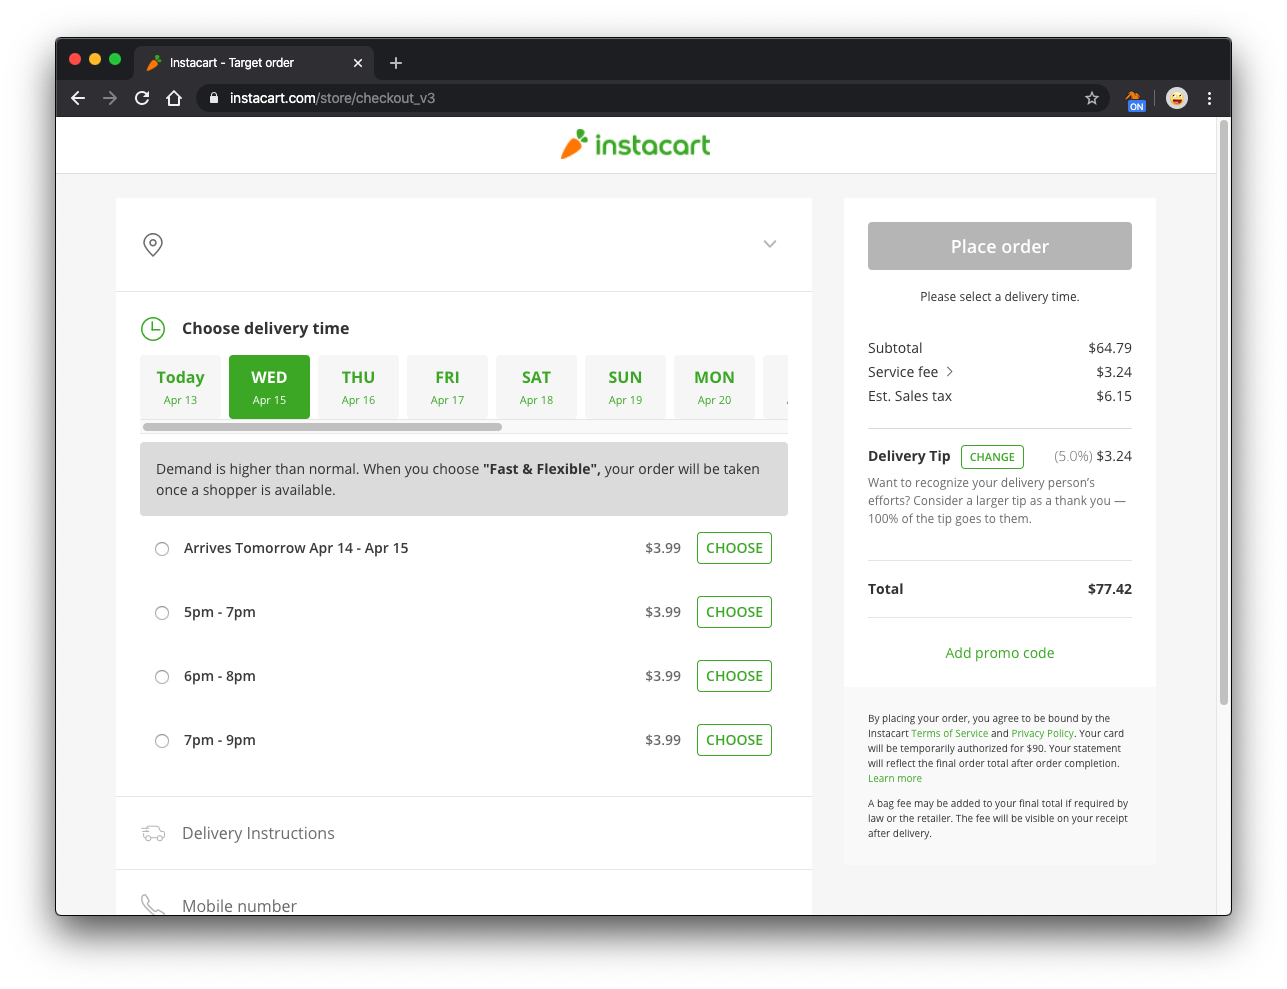 Instacart - Target order
instacart.com/store/checkout_v3
ON
instacart
Choose delivery time
Today
Apr 13
WED
Apr 15
THU
Apr 16
FRI
Apr 17
SAT
Apr 18
SUN
Apr 19
MON
Apr 20
Demand is higher than normal. When you choose "Fast & Flexible", your order will be taken
once a shopper is available.
Arrives Tomorrow Apr 14 - Apr 15 $3.99 CHOOSE
5pm - 7pm $3.99 CHOOSE
6pm - 8pm $3.99 CHOOSE
7pm - 9pm $3.99 CHOOSE
Delivery Instructions
Mobile number
Place order
Please select a delivery time.
Subtotal $64.79
Service fee $3.24
Est. Sales tax $6.15
Delivery Tip CHANGE (5.0%) $3.24
Want to recognize your delivery person's
efforts? Consider a larger tip as a thank you —
100% of the tip goes to them.
Total $77.42
Add promo code
By placing your order, you agree to be bound by the
Instacart Terms of Service and Privacy Policy. Your card
will be temporarily authorized for $90. Your statement
will reflect the final order total after order completion.
Learn more
A bag fee may be added to your final total if required by
law or the retailer. The fee will be visible on your receipt
after delivery.